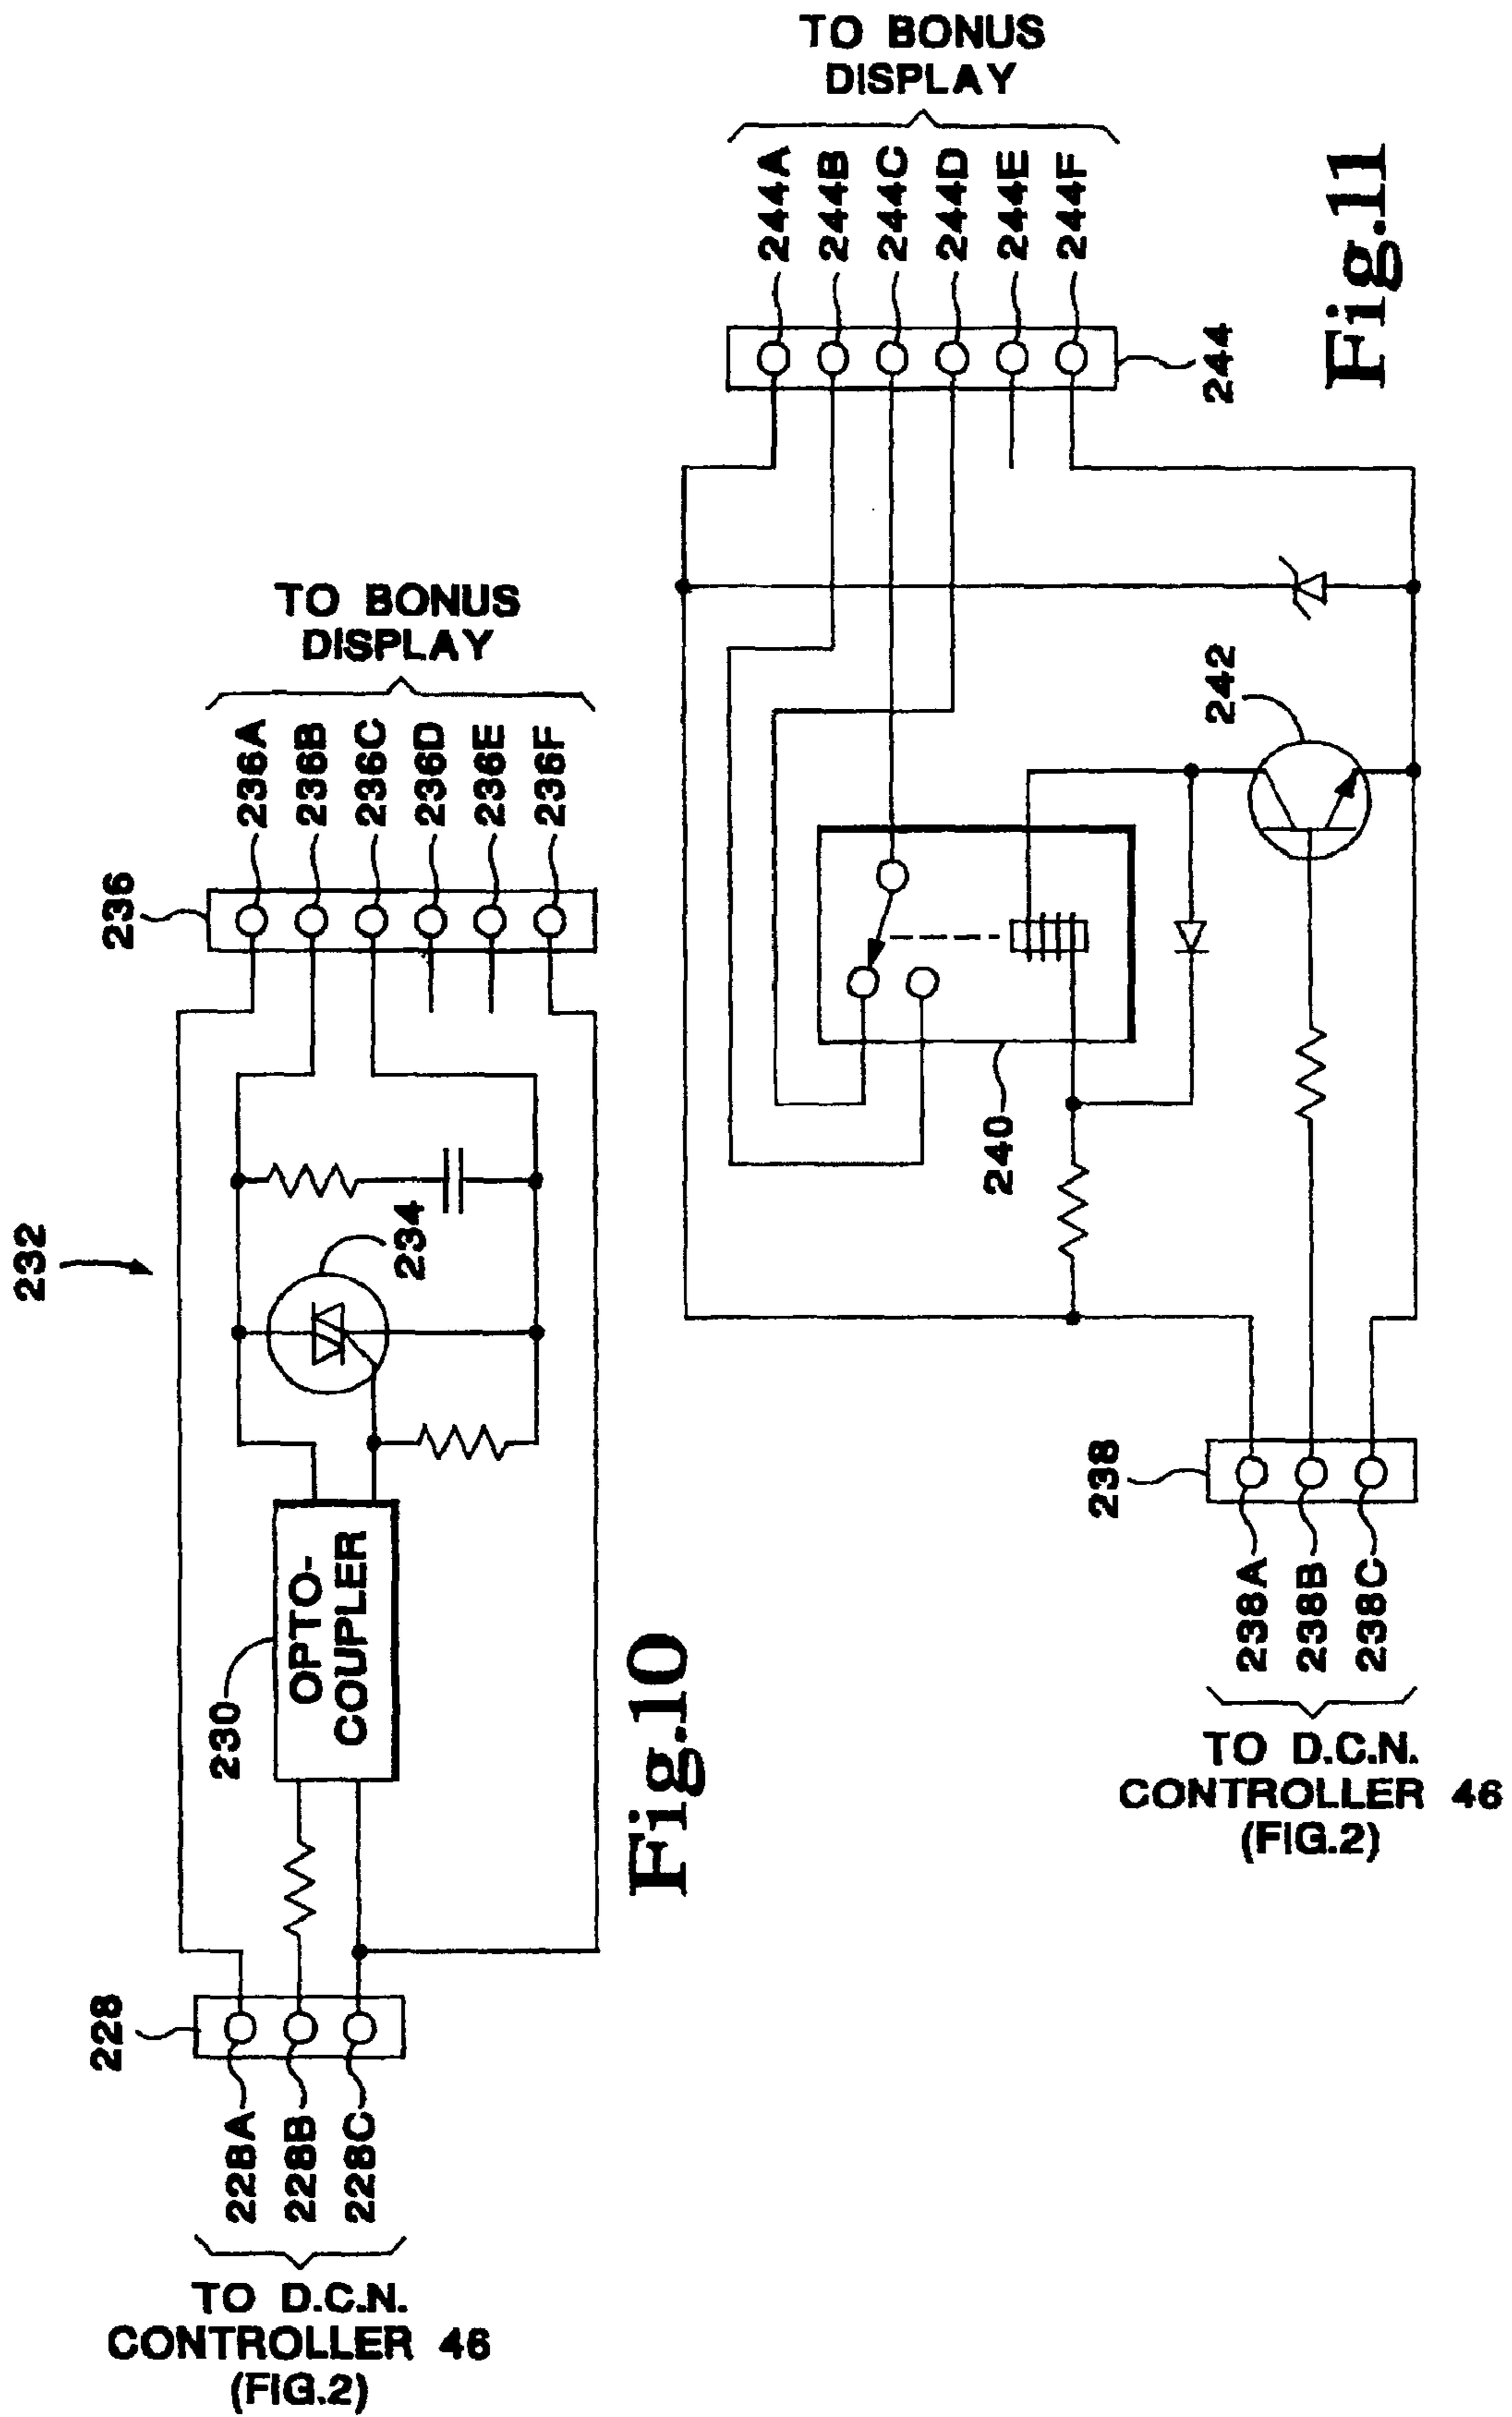 TO BONUS
DISPLAY
236
236A
236B
236C
236D
236E
236F
232
234
230
OPTO-
COUPLER
228
228A
228B
228C
TO D.C.N.
CONTROLLER 46
(FIG.2)
Fig.10
TO BONUS
DISPLAY
244A
244B
244C
244D
244E
244F
244
242
240
238
238A
238B
238C
TO D.C.N.
CONTROLLER 46
(FIG.2)
Fig.11